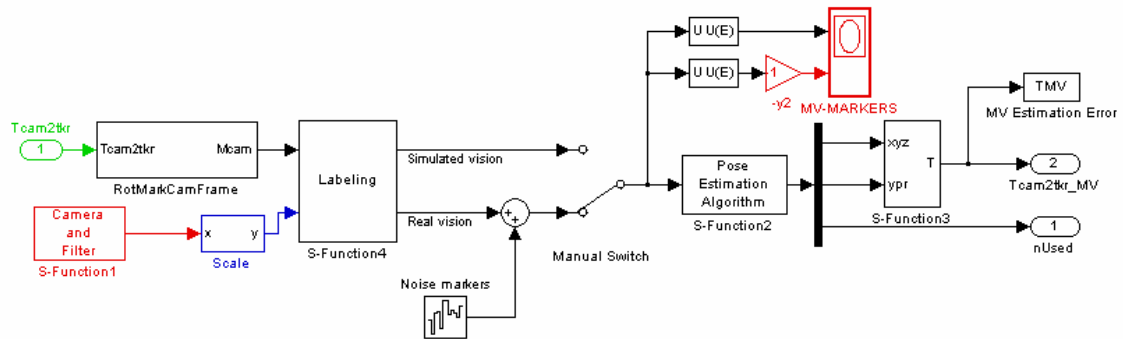 Tcam2tkr
1
Tcam2tkr
Mcam
RotMarkCamFrame
Camera
and
Filter
S-Function1
x
y
Scale
Labeling
S-Function4
Simulated vision
Real vision
Noise markers
Manual Switch
U U(E)
U U(E)
1
-y2
MV-MARKERS
Pose
Estimation
Algorithm
S-Function2
xyz
ypr
T
S-Function3
TMV
MV Estimation Error
2
Tcam2tkr_MV
1
nUsed